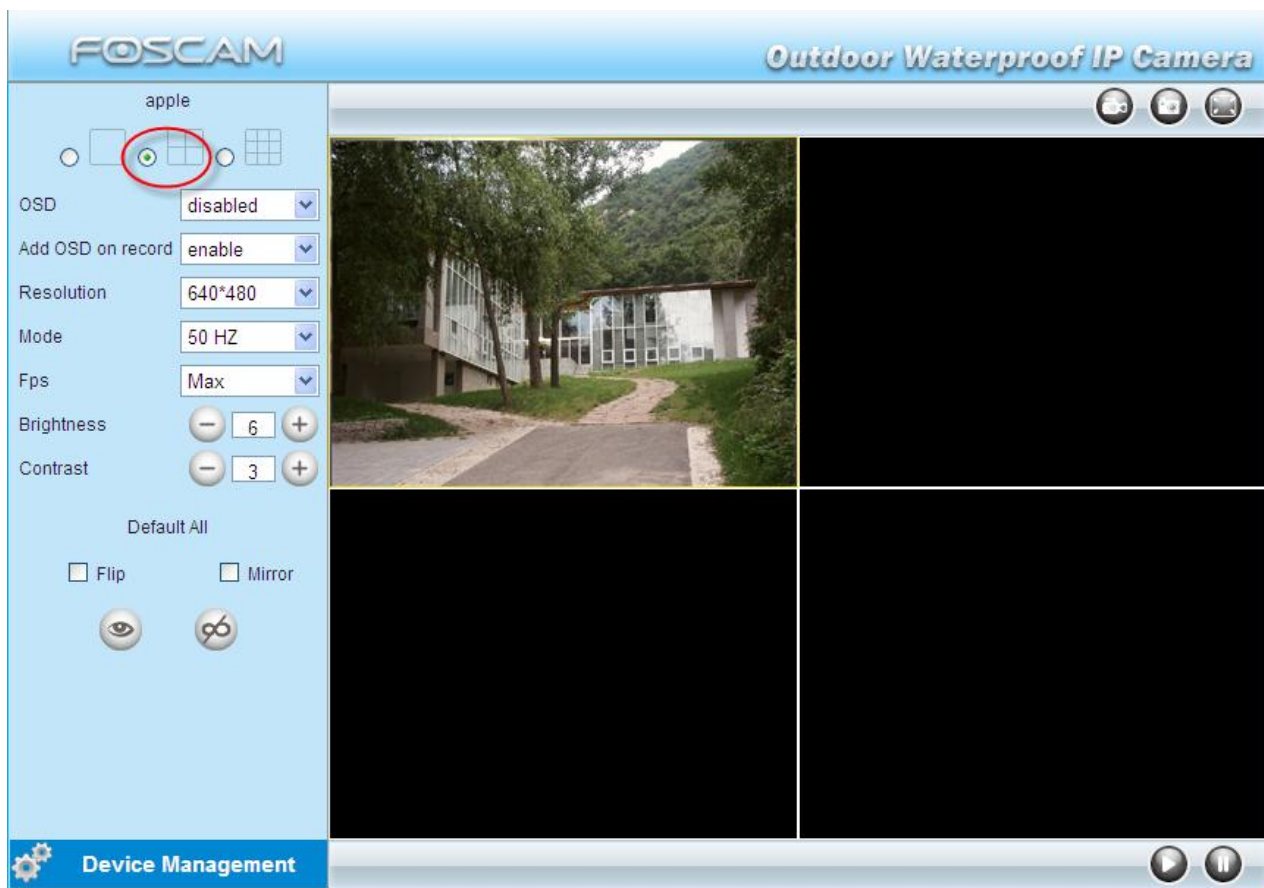 FOSCAM
Outdoor Waterproof IP Camera
apple
OSD disabled
Add OSD on record enable
Resolution 640*480
Mode 50 HZ
Fps Max
Brightness 6
Contrast 3
Default All
Flip Mirror
Device Management